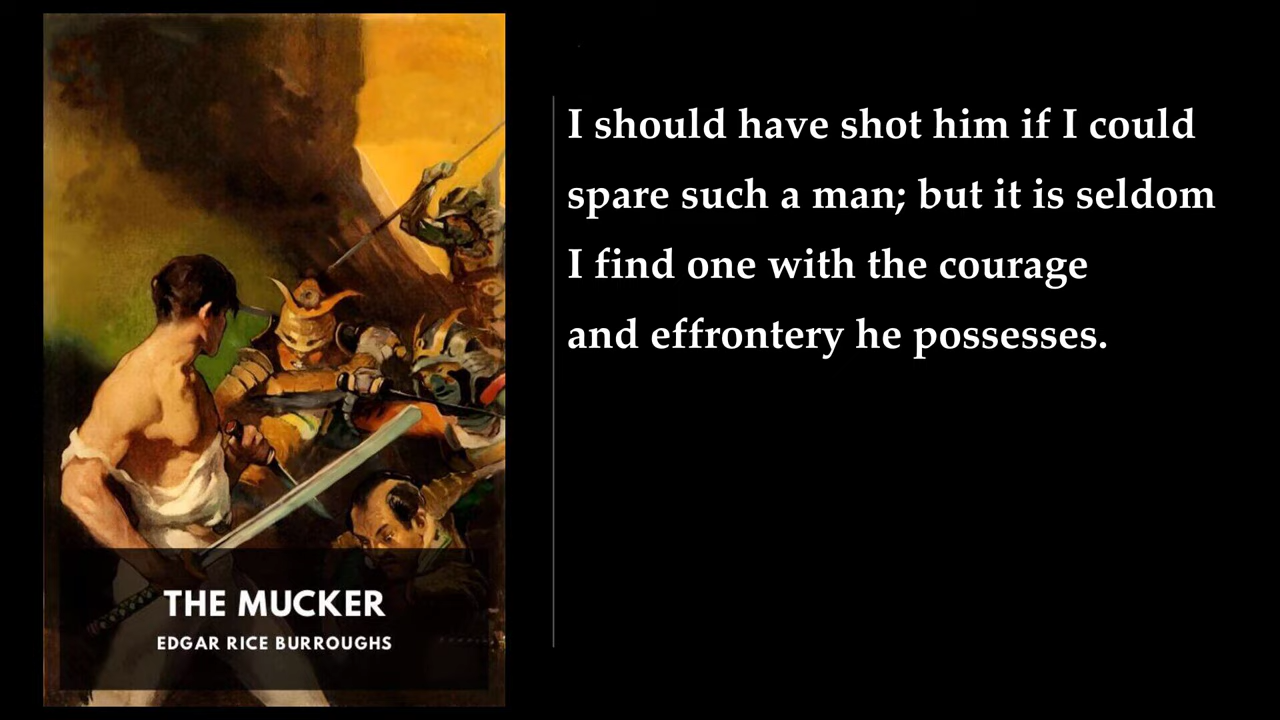 THE MUCKER
EDGAR RICE BURROUGHS
I should have shot him if I could
spare such a man; but it is seldom
I find one with the courage
and effrontery he possesses.